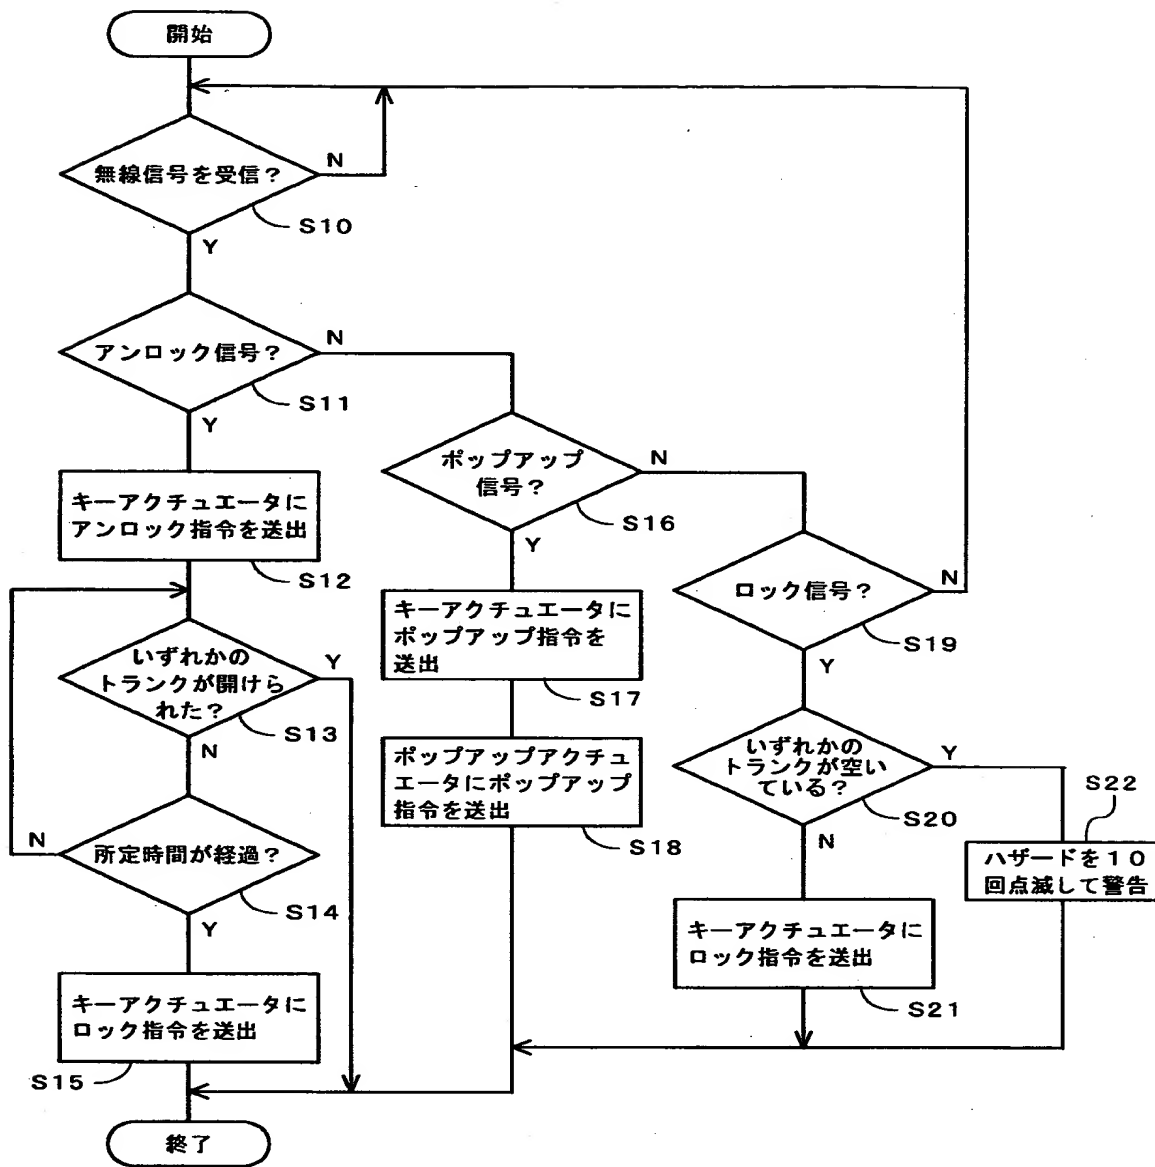 開始
無線信号を受信？
N
S10
Y
アンロック信号？
N
S11
Y
キーアクチュエータに
アンロック指令を送出
S12
いずれかの
トランクが開けら
れた？
Y
S13
N
所定時間が経過？
N
S14
Y
キーアクチュエータに
ロック指令を送出
S15
終了
ポップアップ
信号？
N
S16
Y
キーアクチュエータに
ポップアップ指令を
送出
S17
ポップアップアクチュ
エータにポップアップ
指令を送出
S18
ロック信号？
N
S19
Y
いずれかの
トランクが空い
ている？
Y
S20
N
キーアクチュエータに
ロック指令を送出
S21
S22
ハザードを１０
回点滅して警告